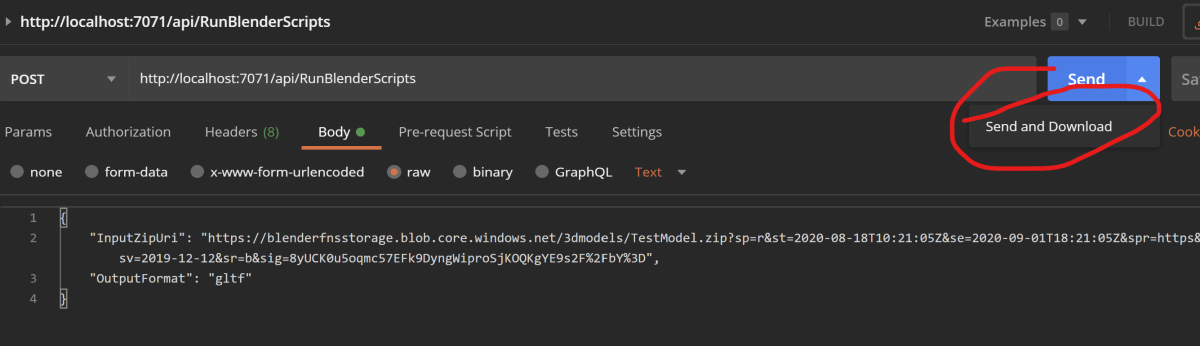 http://localhost:7071/api/RunBlenderScripts
Examples 0
BUILD
POST
http://localhost:7071/api/RunBlenderScripts
Send
Sa
Send and Download
Params Authorization Headers (8) Body Pre-request Script Tests Settings
Cook
none form-data x-www-form-urlencoded raw binary GraphQL Text
1 {
2 "InputZipUri": "https://blenderfnsstorage.blob.core.windows.net/3dmodels/TestModel.zip?sp=r&st=2020-08-18T10:21:05Z&se=2020-09-01T18:21:05Z&spr=https&
sv=2019-12-12&sr=b&sig=8yUCK0u5oqmc57EFk9DyngWiproSjKOQKgYE9s2F%2FbY%3D",
3 "OutputFormat": "gltf"
4 }